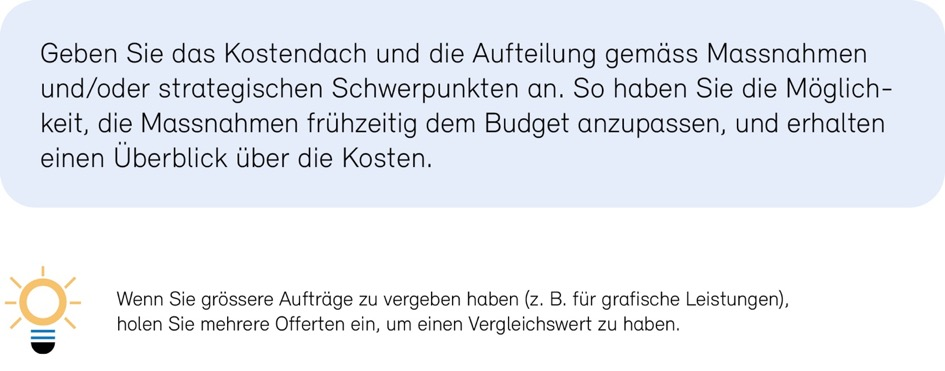 Geben Sie das Kostendach und die Aufteilung gemäss Massnahmen
und/oder strategischen Schwerpunkten an. So haben Sie die Möglich-
keit, die Massnahmen frühzeitig dem Budget anzupassen, und erhalten
einen Überblick über die Kosten.
Wenn Sie grössere Aufträge zu vergeben haben (z. B. für grafische Leistungen),
holen Sie mehrere Offerten ein, um einen Vergleichswert zu haben.